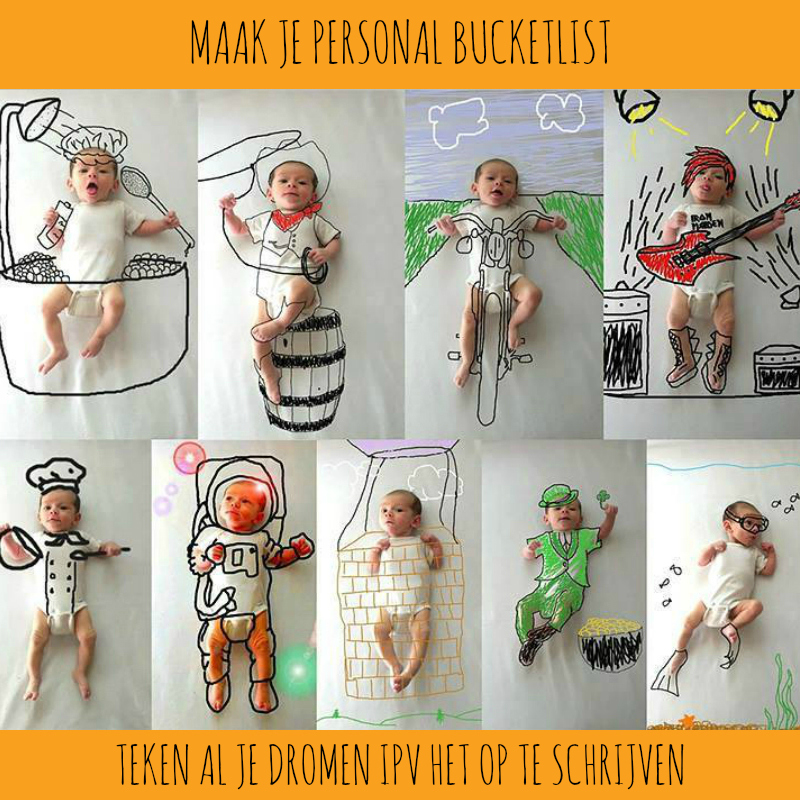 MAAK JE PERSONAL BUCKETLIST
IRON
MAIDEN
TEKEN AL JE DROMEN IPV HET OP TE SCHRIJVEN